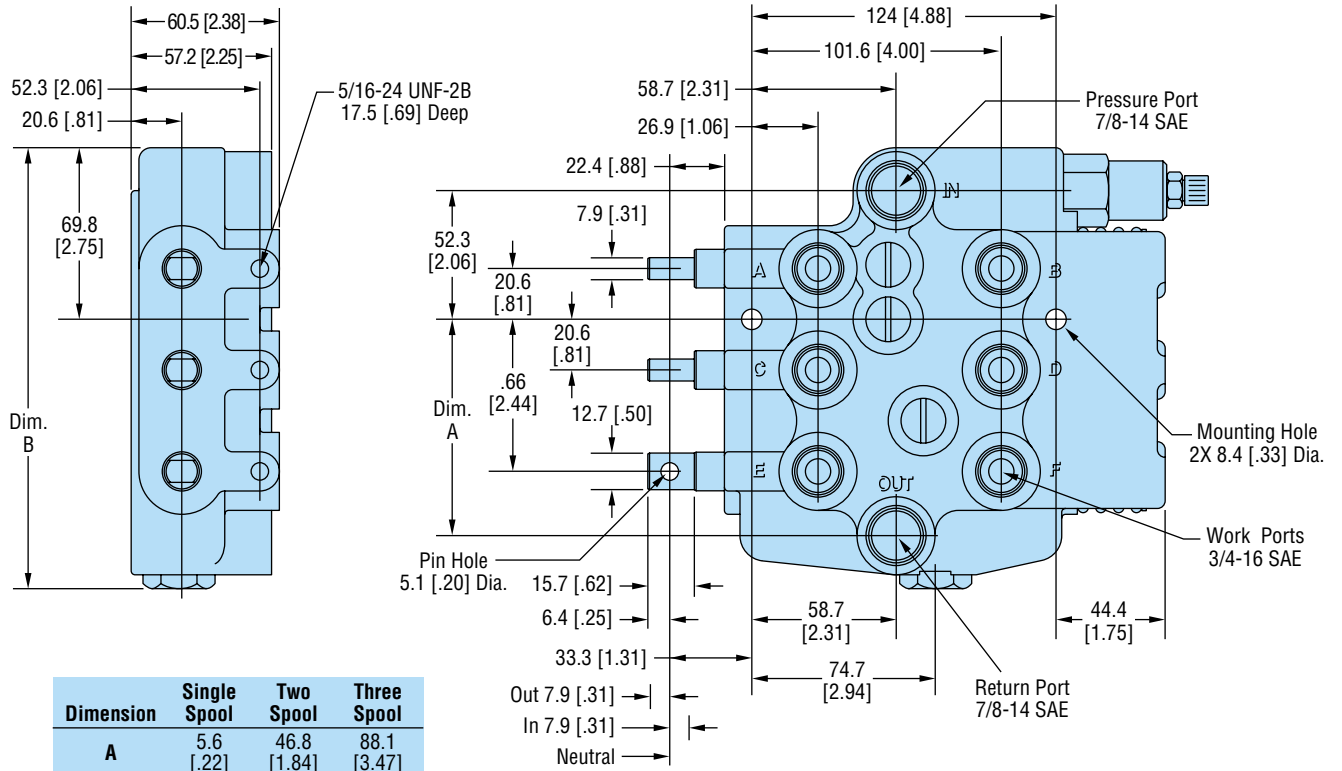 60.5 [2.38]
57.2 [2.25]
52.3 [2.06]
20.6 [.81]
5/16-24 UNF-2B
17.5 [.69] Deep
69.8
[2.75]
Dim.
B
124 [4.88]
101.6 [4.00]
58.7 [2.31]
26.9 [1.06]
22.4 [.88]
7.9 [.31]
52.3
[2.06]
20.6
[.81]
20.6
[.81]
.66
[2.44]
Dim.
A
12.7 [.50]
Pin Hole
5.1 [.20] Dia.
15.7 [.62]
6.4 [.25]
33.3 [1.31]
Out 7.9 [.31]
In 7.9 [.31]
Neutral
Pressure Port
7/8-14 SAE
IN
A
B
C
D
E
F
OUT
Mounting Hole
2X 8.4 [.33] Dia.
Work Ports
3/4-16 SAE
58.7
[2.31]
74.7
[2.94]
44.4
[1.75]
Return Port
7/8-14 SAE
Dimension Single Spool Two Spool Three Spool
A 5.6 46.8 88.1
[.22] [1.84] [3.47]